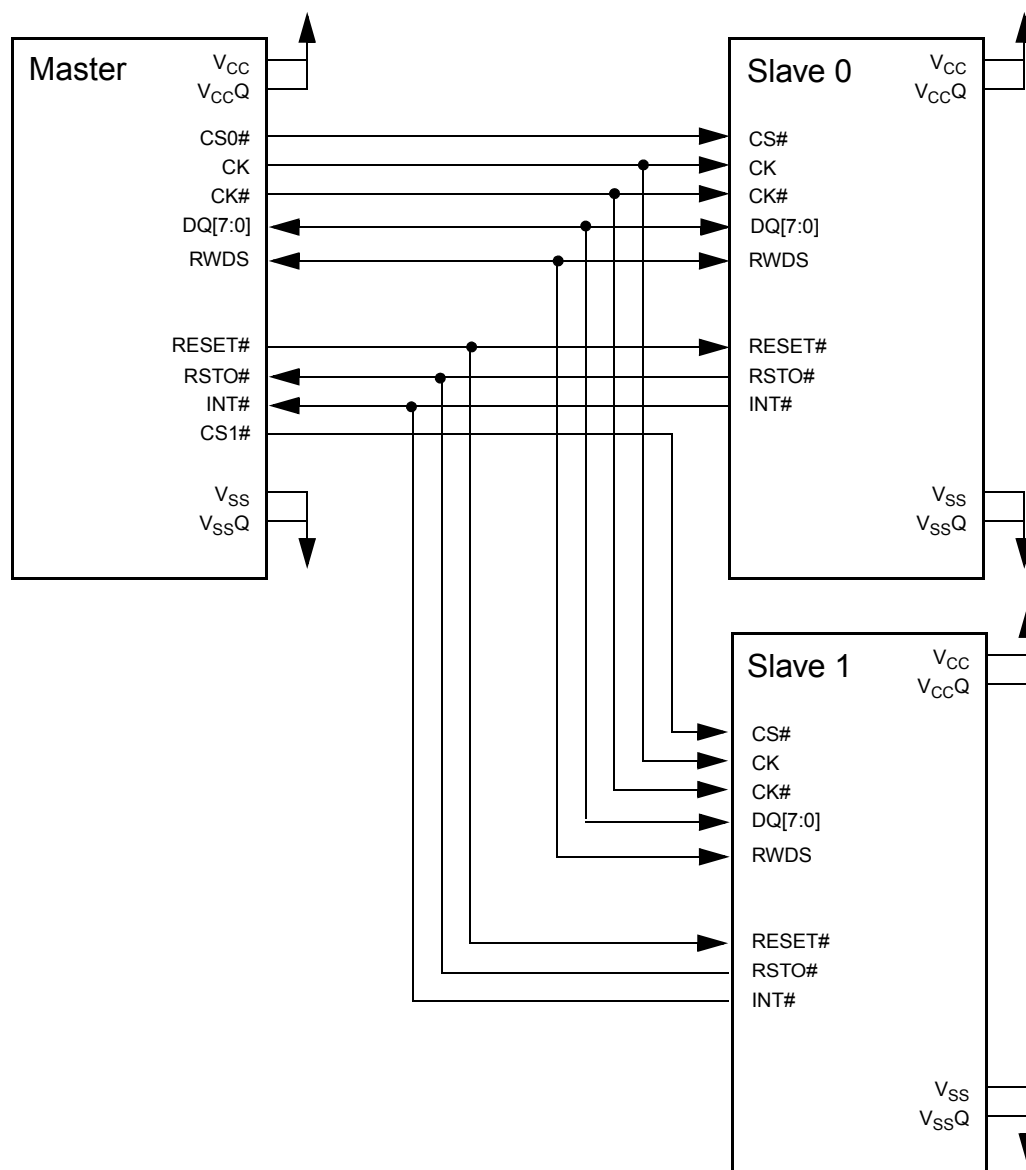 Master
VCC
VCCQ
CS0#
CK
CK#
DQ[7:0]
RWDS
RESET#
RSTO#
INT#
CS1#
VSS
VSSQ
Slave 0
VCC
VCCQ
CS#
CK
CK#
DQ[7:0]
RWDS
RESET#
RSTO#
INT#
VSS
VSSQ
Slave 1
VCC
VCCQ
CS#
CK
CK#
DQ[7:0]
RWDS
RESET#
RSTO#
INT#
VSS
VSSQ